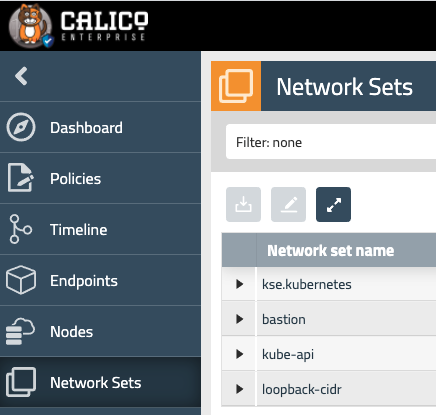 CALICO
ENTERPRISE
Dashboard
Policies
Timeline
Endpoints
Nodes
Network Sets
Network Sets
Filter: none
Network set name
kse.kubernetes
bastion
kube-api
loopback-cidr